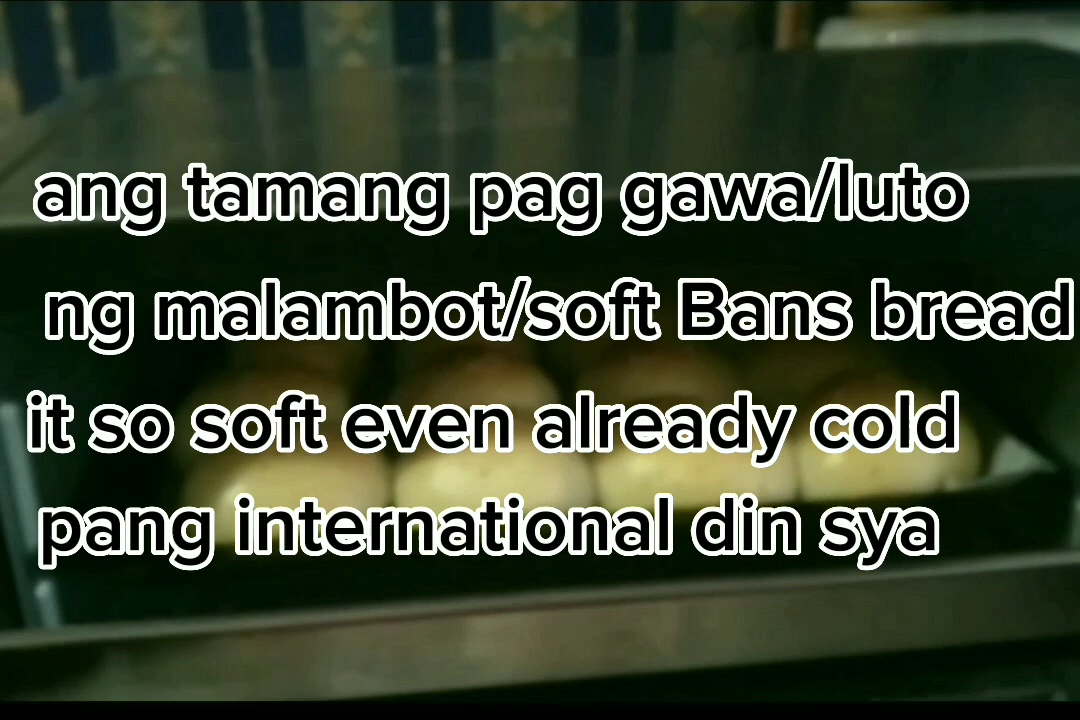 ang tamang pag gawa/luto
ng malambot/soft Bans bread
it so soft even already cold
pang international din sya